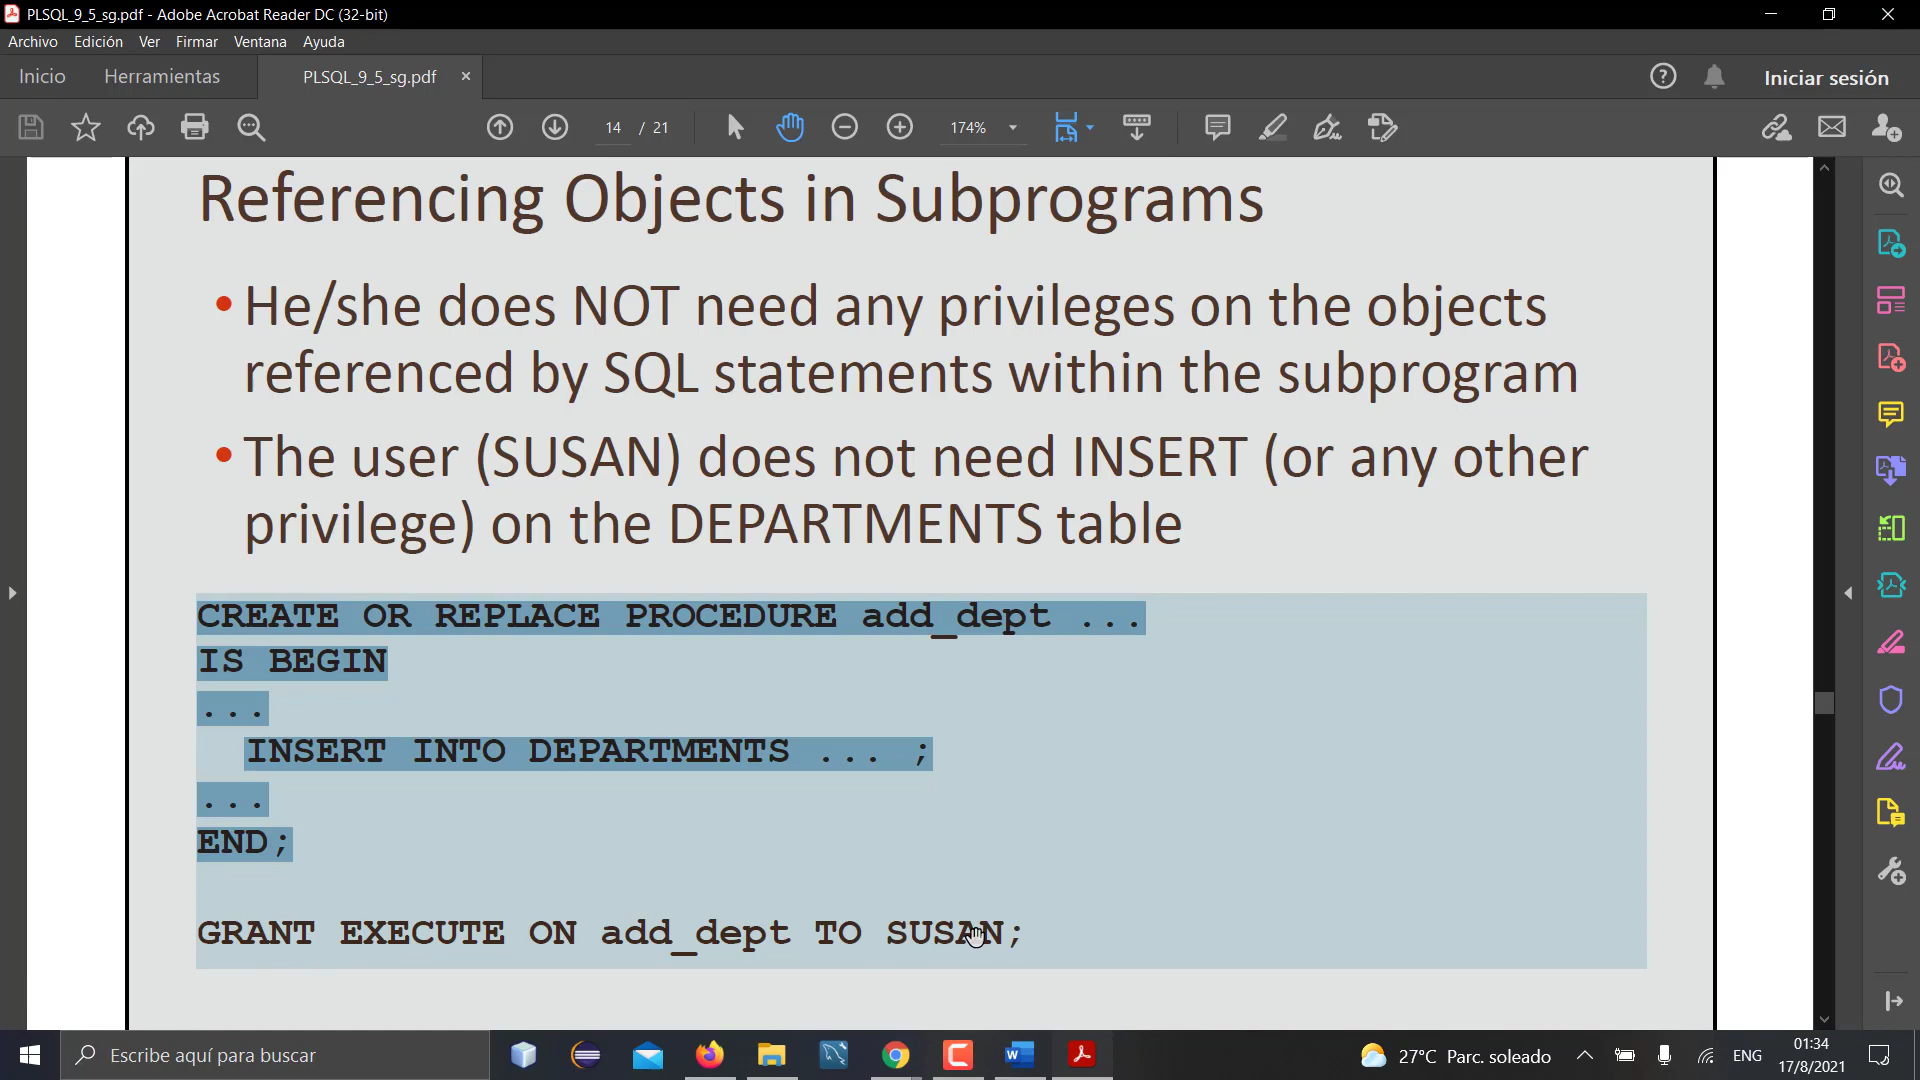 PLSQL_9_5_sg.pdf - Adobe Acrobat Reader DC (32-bit)
Archivo Edición Ver Firmar Ventana Ayuda
Inicio Herramientas PLSQL_9_5_sg.pdf × Iniciar sesión
14 / 21 174%
Referencing Objects in Subprograms
• He/she does NOT need any privileges on the objects
referenced by SQL statements within the subprogram
• The user (SUSAN) does not need INSERT (or any other
privilege) on the DEPARTMENTS table
CREATE OR REPLACE PROCEDURE add_dept ...
IS BEGIN
...
INSERT INTO DEPARTMENTS ... ;
...
END;
GRANT EXECUTE ON add_dept TO SUSAN;
Escribe aquí para buscar
27°C Parc. soleado
ENG
01:34
17/8/2021